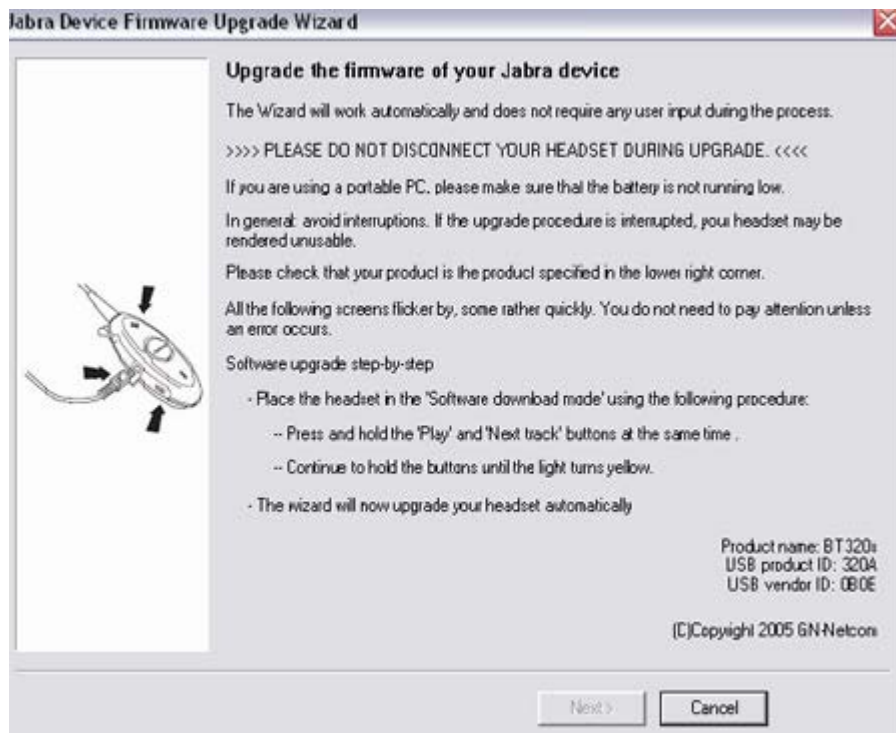 Jabra Device Firmware Upgrade Wizard
Upgrade the firmware of your Jabra device
The Wizard will work automatically and does not require any user input during the process.
>>>> PLEASE DO NOT DISCONNECT YOUR HEADSET DURING UPGRADE. <<<<
If you are using a portable PC, please make sure that the battery is not running low.
In general: avoid interruptions. If the upgrade procedure is interrupted, your headset may be
rendered unusable.
Please check that your product is the product specified in the lower right corner.
All the following screens flicker by, some rather quickly. You do not need to pay attention unless
an error occurs.
Software upgrade step-by-step
- Place the headset in the 'Software download mode' using the following procedure:
-- Press and hold the 'Play' and 'Next track' buttons at the same time .
-- Continue to hold the buttons until the light turns yellow.
- The wizard will now upgrade your headset automatically
Product name: BT320s
USB product ID: 320A
USB vendor ID: 0B0E
(C)Copyright 2005 GN-Netcom
Next >
Cancel